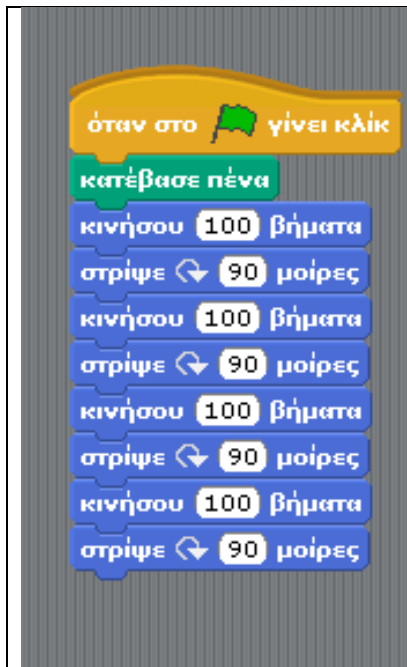 όταν στο γίνει κλίκ
κατέβασε πένα
κινήσου 100 βήματα
στρίψε 90 μοίρες
κινήσου 100 βήματα
στρίψε 90 μοίρες
κινήσου 100 βήματα
στρίψε 90 μοίρες
κινήσου 100 βήματα
στρίψε 90 μοίρες